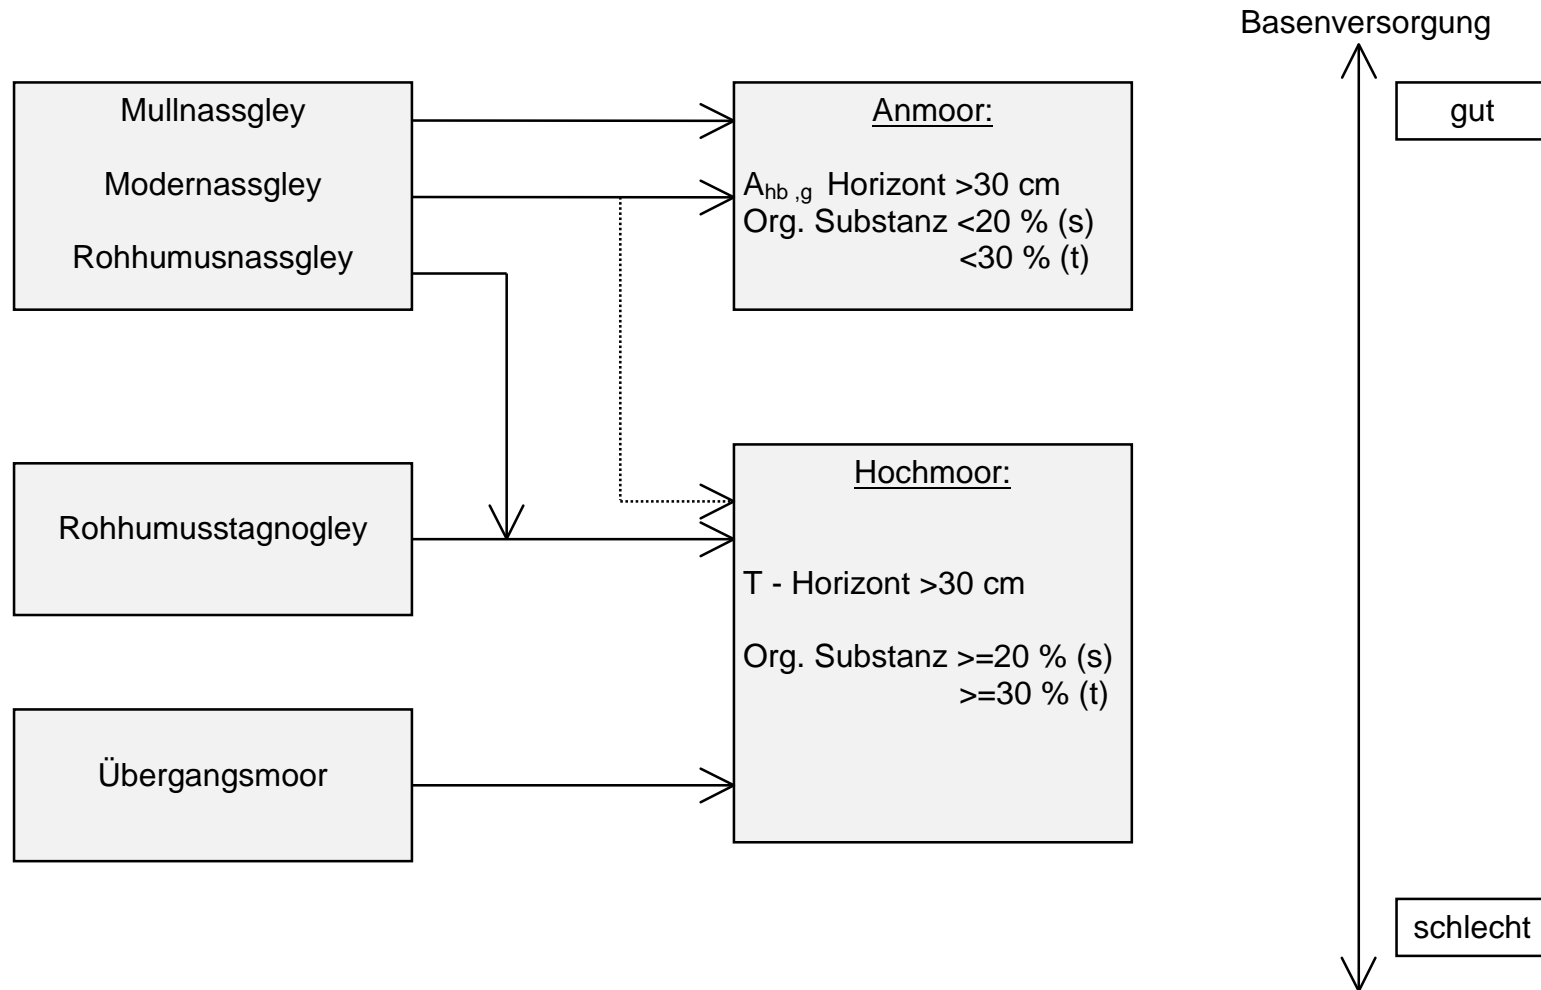 Basenversorgung
gut
schlecht
Mullnassgley
Modernassgley
Rohhumusnassgley
Anmoor:
Ahb ,g Horizont >30 cm
Org. Substanz <20 % (s)
<30 % (t)
Rohhumusstagnogley
Hochmoor:
T - Horizont >30 cm
Org. Substanz >=20 % (s)
>=30 % (t)
Übergangsmoor